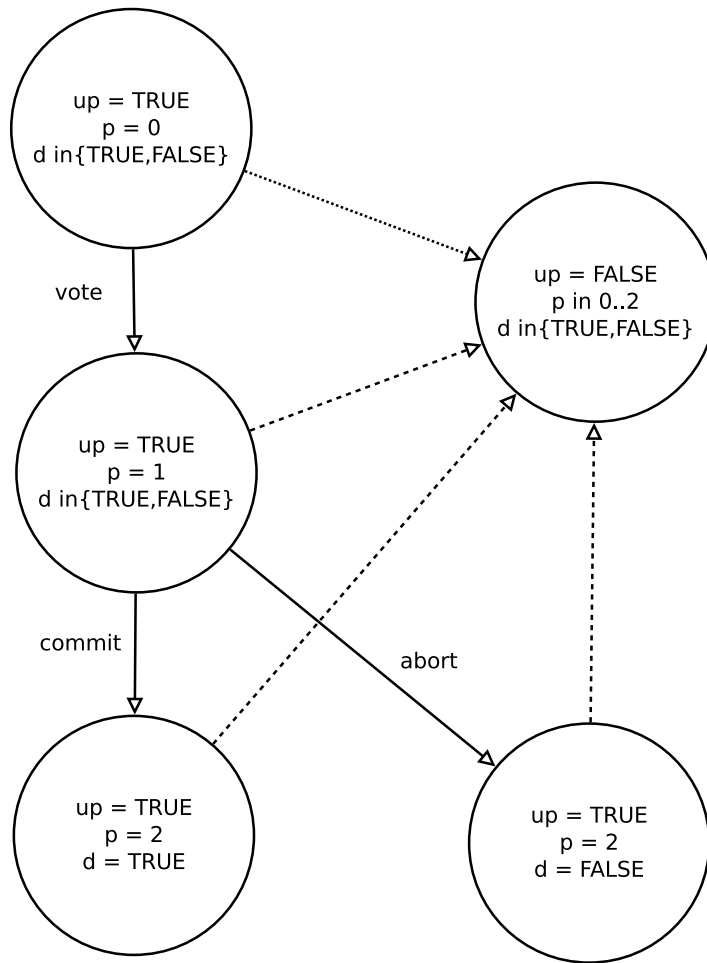 up = TRUE
p = 0
d in{TRUE,FALSE}
up = FALSE
p in 0..2
d in{TRUE,FALSE}
vote
up = TRUE
p = 1
d in{TRUE,FALSE}
commit
abort
up = TRUE
p = 2
d = TRUE
up = TRUE
p = 2
d = FALSE